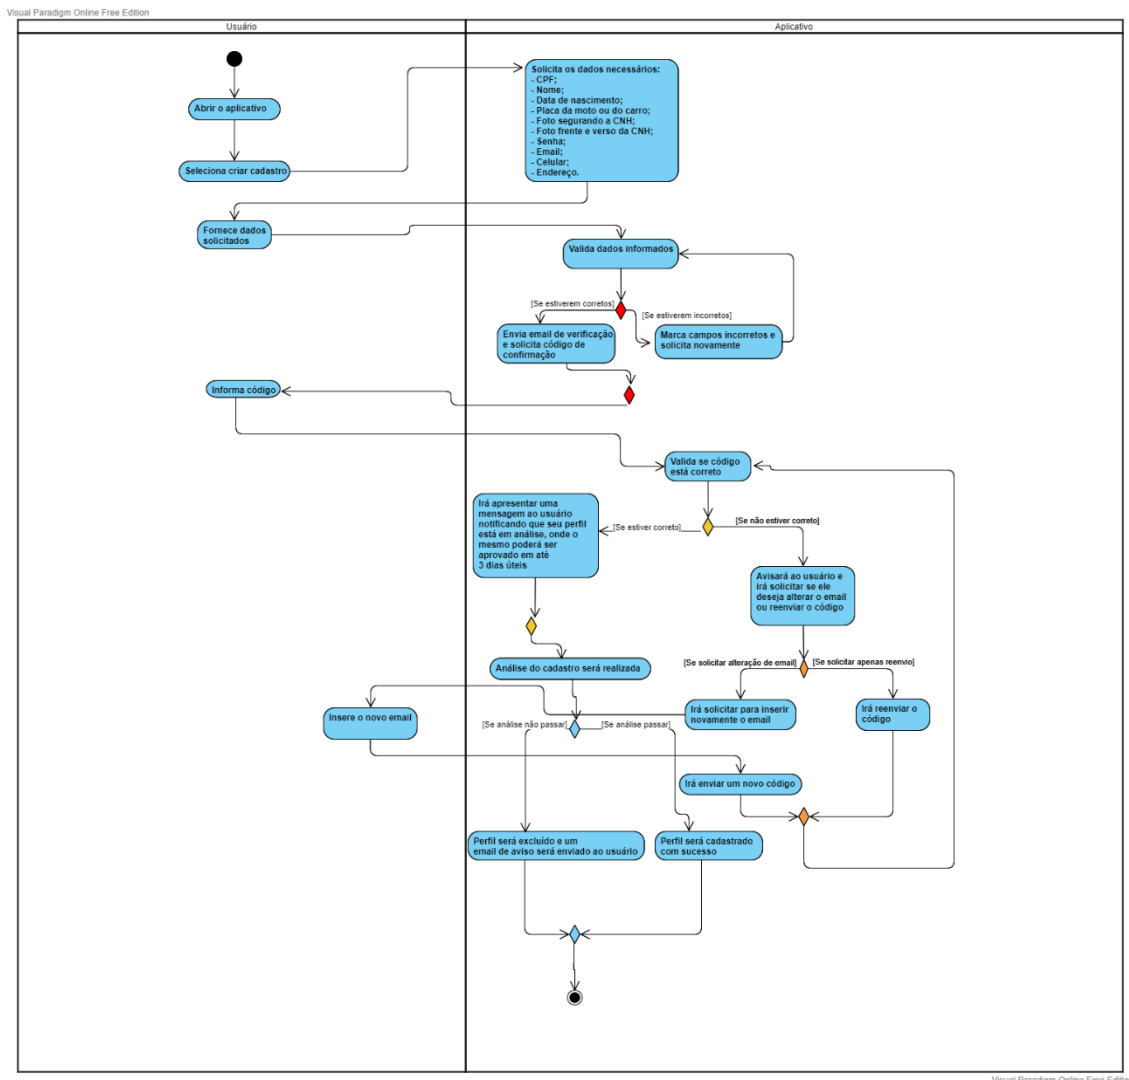 Visual Paradigm Online Free Edition
Usuário
Aplicativo
Solicita os dados necessários:
- CPF;
- Nome;
- Data de nascimento;
- Placa da moto ou do carro;
- Foto segurando a CNH;
- Foto frente e verso da CNH;
- Senha;
- Email;
- Celular;
- Endereço.
Abrir o aplicativo
Seleciona criar cadastro
Fornece dados
solicitados
Valida dados informados
[Se estiverem corretos]
[Se estiverem incorretos]
Envia email de verificação
e solicita código de
confirmação
Marca campos incorretos e
solicita novamente
Informa código
Valida se código
está correto
Irá apresentar uma
mensagem ao usuário
notificando que seu perfil
está em análise, onde o
mesmo poderá ser
aprovado em até
3 dias úteis
[Se estiver correto]
[Se não estiver correto]
Avisará ao usuário e
irá solicitar se ele
deseja alterar o email
ou reenviar o código
Análise do cadastro será realizada
[Se solicitar alteração de email]
[Se solicitar apenas reenvio]
Insere o novo email
Irá solicitar para inserir
novamente o email
Irá reenviar o
código
[Se análise não passar]
[Se análise passar]
Irá enviar um novo código
Perfil será excluído e um
email de aviso será enviado ao usuário
Perfil será cadastrado
com sucesso